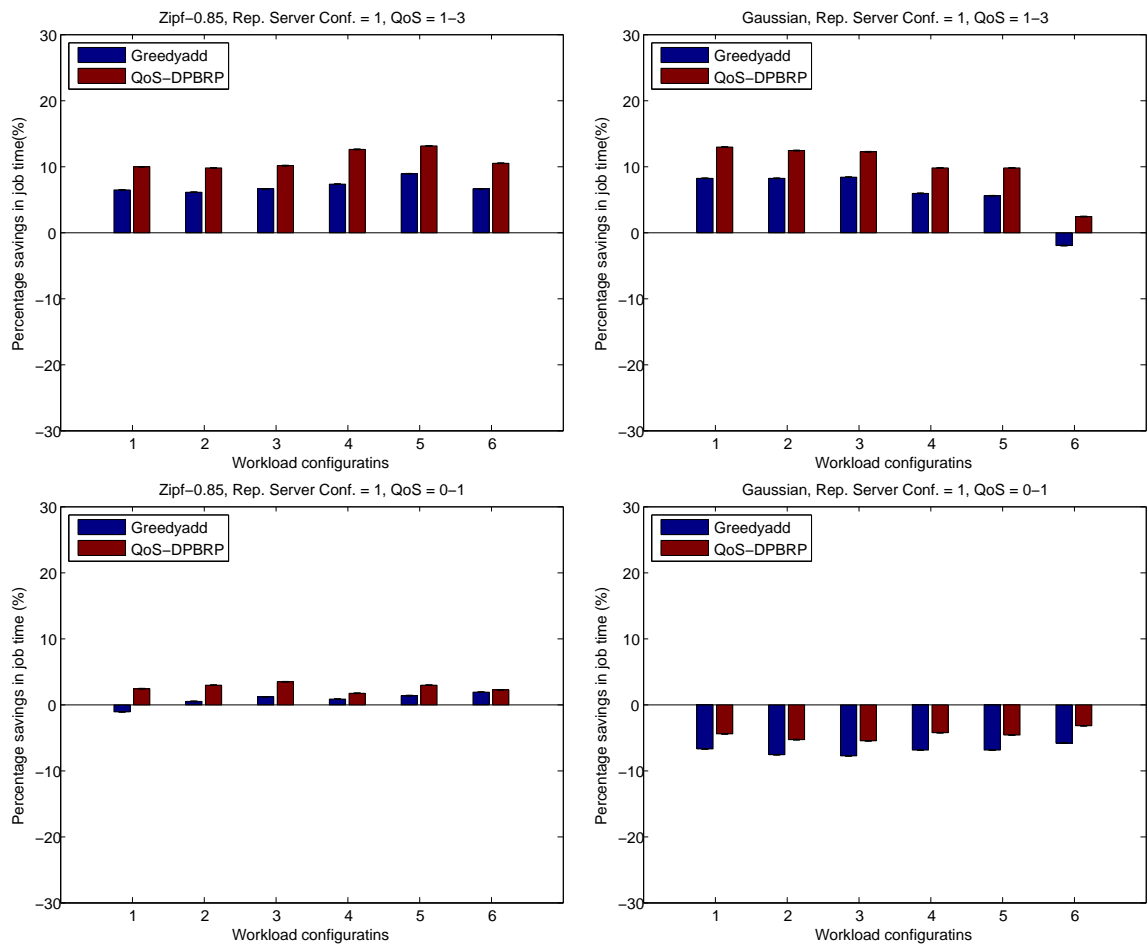 Zipf−0.85, Rep. Server Conf. = 1, QoS = 1−3
Greedyadd
QoS−DPBRP
Percentage savings in job time(%)
30
20
10
0
−10
−20
−30
1 2 3 4 5 6
Workload configuratins
Gaussian, Rep. Server Conf. = 1, QoS = 1−3
Greedyadd
QoS−DPBRP
Percentage savings in job time(%)
30
20
10
0
−10
−20
−30
1 2 3 4 5 6
Workload configuratins
Zipf−0.85, Rep. Server Conf. = 1, QoS = 0−1
Greedyadd
QoS−DPBRP
Percentage savings in job time (%)
30
20
10
0
−10
−20
−30
1 2 3 4 5 6
Workload configuratins
Gaussian, Rep. Server Conf. = 1, QoS = 0−1
Greedyadd
QoS−DPBRP
Percentage savings in job time (%)
30
20
10
0
−10
−20
−30
1 2 3 4 5 6
Workload configuratins